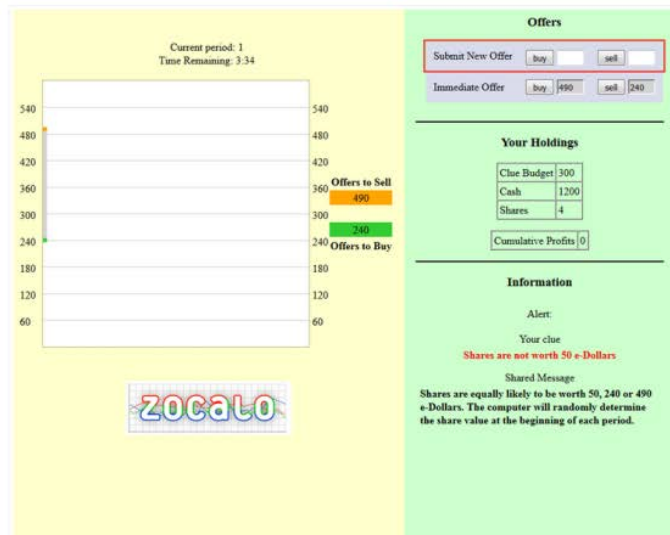 Current period: 1
Time Remaining: 3:34
540
480
420
360
300
240
180
120
60
540
480
420
360
300
240
180
120
60
Offers to Sell
490
240
Offers to Buy
ZOCALO
Offers
Submit New Offer buy sell
Immediate Offer buy 490 sell 240
Your Holdings
Clue Budget 300
Cash 1200
Shares 4
Cumulative Profits 0
Information
Alert:
Your clue
Shares are not worth 50 e-Dollars
Shared Message
Shares are equally likely to be worth 50, 240 or 490
e-Dollars. The computer will randomly determine
the share value at the beginning of each period.